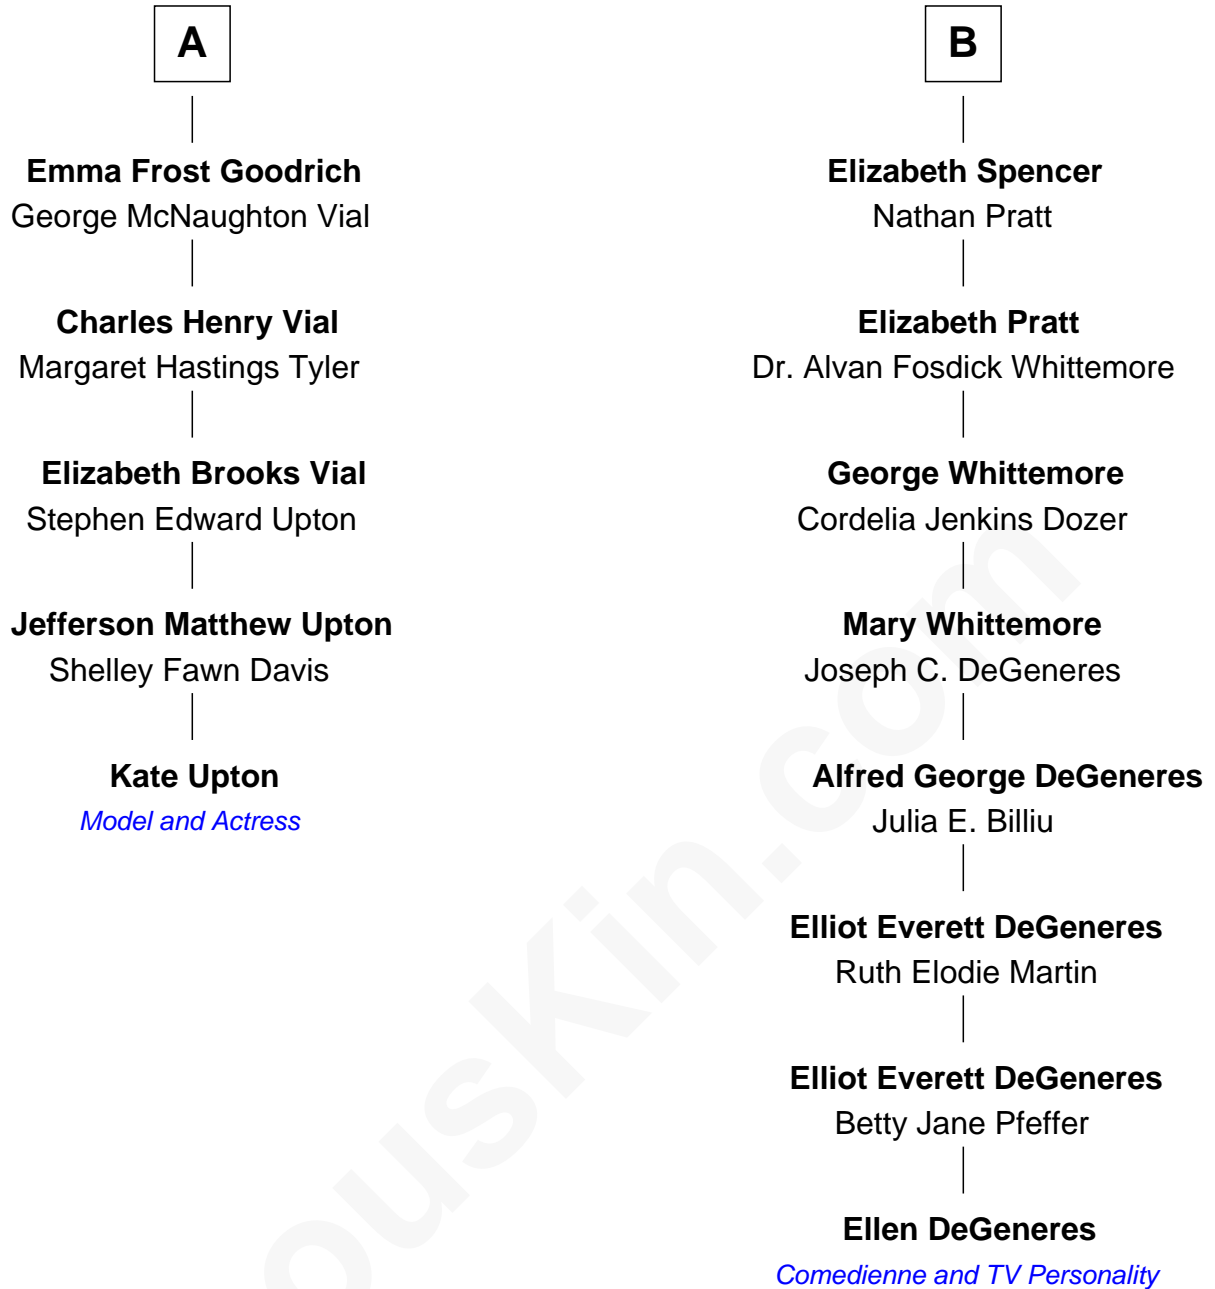 A
Emma Frost Goodrich
George McNaughton Vial
Charles Henry Vial
Margaret Hastings Tyler
Elizabeth Brooks Vial
Stephen Edward Upton
Jefferson Matthew Upton
Shelley Fawn Davis
Kate Upton
Model and Actress
B
Elizabeth Spencer
Nathan Pratt
Elizabeth Pratt
Dr. Alvan Fosdick Whittemore
George Whittemore
Cordelia Jenkins Dozer
Mary Whittemore
Joseph C. DeGeneres
Alfred George DeGeneres
Julia E. Billiu
Elliot Everett DeGeneres
Ruth Elodie Martin
Elliot Everett DeGeneres
Betty Jane Pfeffer
Ellen DeGeneres
Comedienne and TV Personality
ousKin.com